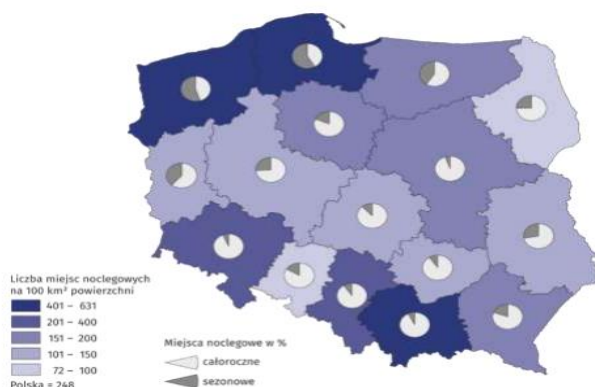 Liczba miejsc noclegowych
na 100 km² powierzchni
401 – 631
201 – 400
151 – 200
101 – 150
72 – 100
Polska = 248
Miejsca noclegowe w %
całoroczne
sezonowe